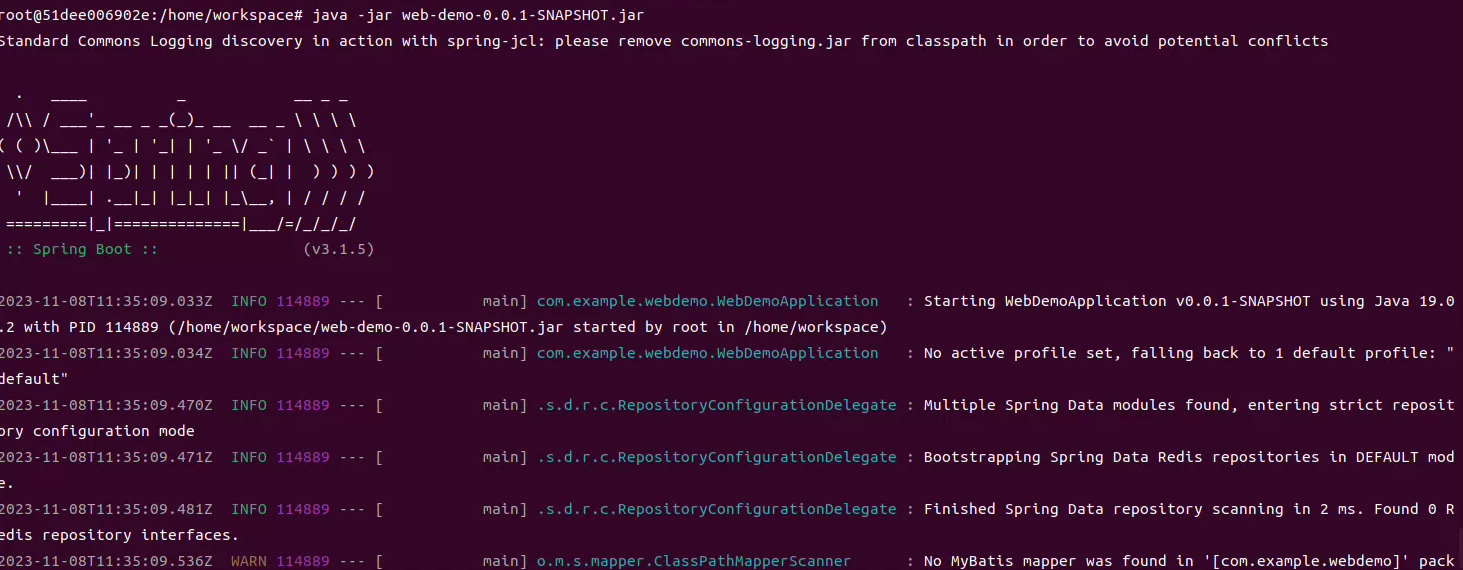 root@51dee006902e:/home/workspace# java -jar web-demo-0.0.1-SNAPSHOT.jar
Standard Commons Logging discovery in action with spring-jcl: please remove commons-logging.jar from classpath in order to avoid potential conflicts
  .   ____          _            __ _ _
 /\\ / ___'_ __ _ _(_)_ __  __ _ \ \ \ \
( ( )\___ | '_ | '_| | '_ \/ _` | \ \ \ \
 \\/  ___)| |_)| | | | | || (_| |  ) ) ) )
  '  |____| .__|_| |_|_| |_\__, | / / / /
 =========|_|==============|___/=/_/_/_/
 :: Spring Boot ::                (v3.1.5)
2023-11-08T11:35:09.033Z  INFO 114889 --- [           main] com.example.webdemo.WebDemoApplication   : Starting WebDemoApplication v0.0.1-SNAPSHOT using Java 19.0
.2 with PID 114889 (/home/workspace/web-demo-0.0.1-SNAPSHOT.jar started by root in /home/workspace)
2023-11-08T11:35:09.034Z  INFO 114889 --- [           main] com.example.webdemo.WebDemoApplication   : No active profile set, falling back to 1 default profile: "
default"
2023-11-08T11:35:09.470Z  INFO 114889 --- [           main] .s.d.r.c.RepositoryConfigurationDelegate : Multiple Spring Data modules found, entering strict reposit
ory configuration mode
2023-11-08T11:35:09.471Z  INFO 114889 --- [           main] .s.d.r.c.RepositoryConfigurationDelegate : Bootstrapping Spring Data Redis repositories in DEFAULT mod
e.
2023-11-08T11:35:09.481Z  INFO 114889 --- [           main] .s.d.r.c.RepositoryConfigurationDelegate : Finished Spring Data repository scanning in 2 ms. Found 0 R
edis repository interfaces.
2023-11-08T11:35:09.536Z  WARN 114889 --- [           main] o.m.s.mapper.ClassPathMapperScanner      : No MyBatis mapper was found in '[com.example.webdemo]' pack